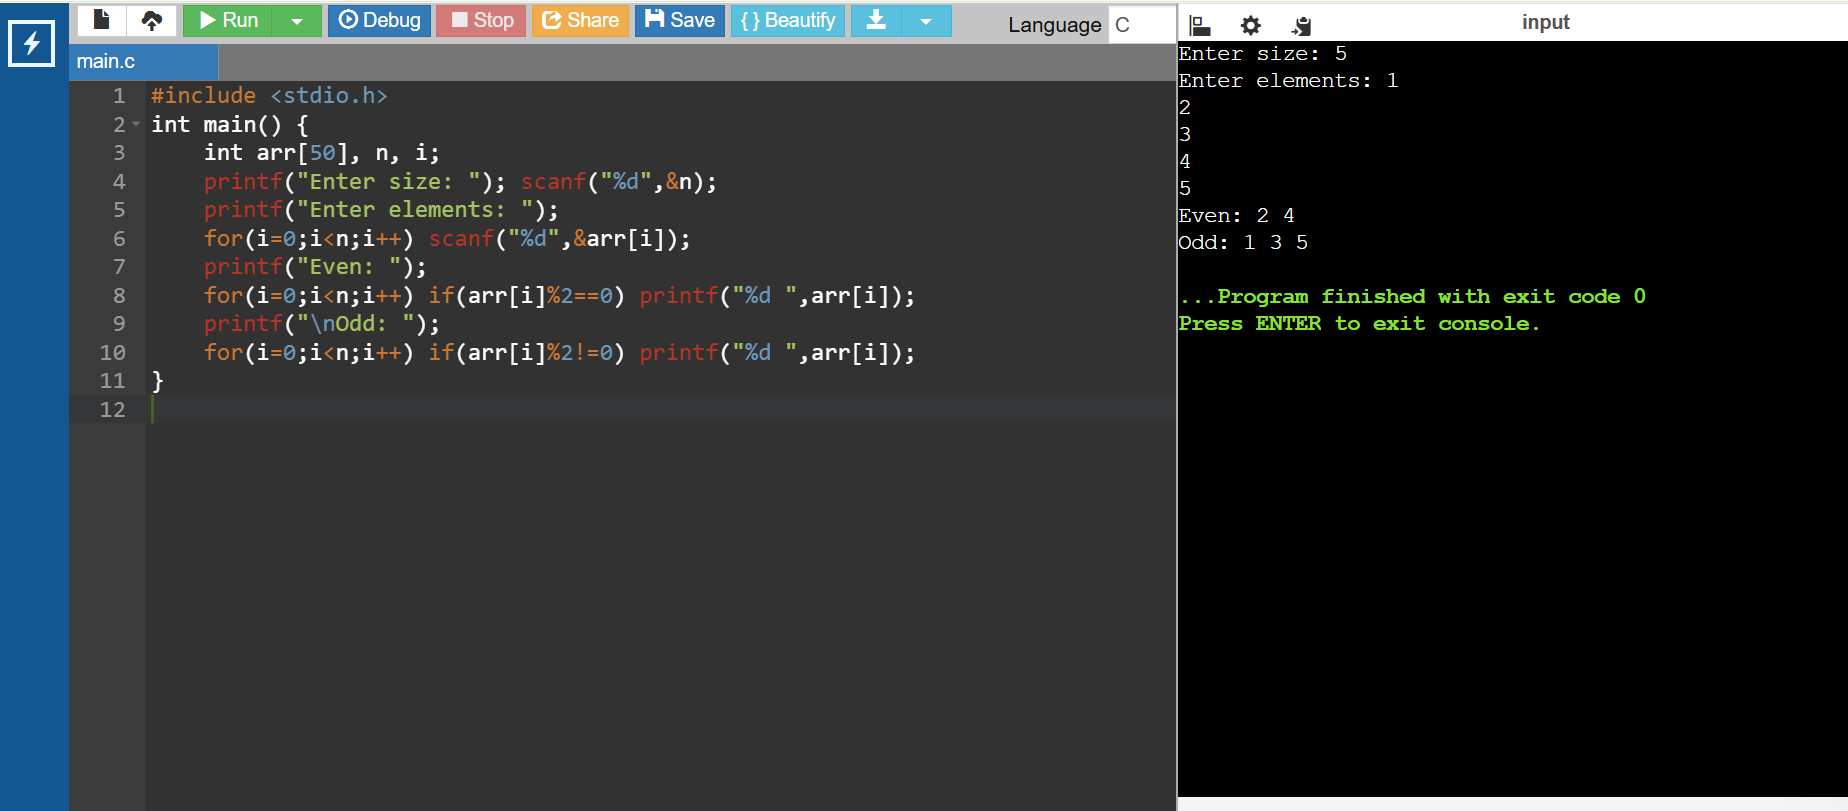 Run Debug Stop Share Save { } Beautify Language C
main.c
1 #include <stdio.h>
2 int main() {
3     int arr[50], n, i;
4     printf("Enter size: "); scanf("%d",&n);
5     printf("Enter elements: ");
6     for(i=0;i<n;i++) scanf("%d",&arr[i]);
7     printf("Even: ");
8     for(i=0;i<n;i++) if(arr[i]%2==0) printf("%d ",arr[i]);
9     printf("\nOdd: ");
10     for(i=0;i<n;i++) if(arr[i]%2!=0) printf("%d ",arr[i]);
11 }
12
input
Enter size: 5
Enter elements: 1
2
3
4
5
Even: 2 4
Odd: 1 3 5
...Program finished with exit code 0
Press ENTER to exit console.